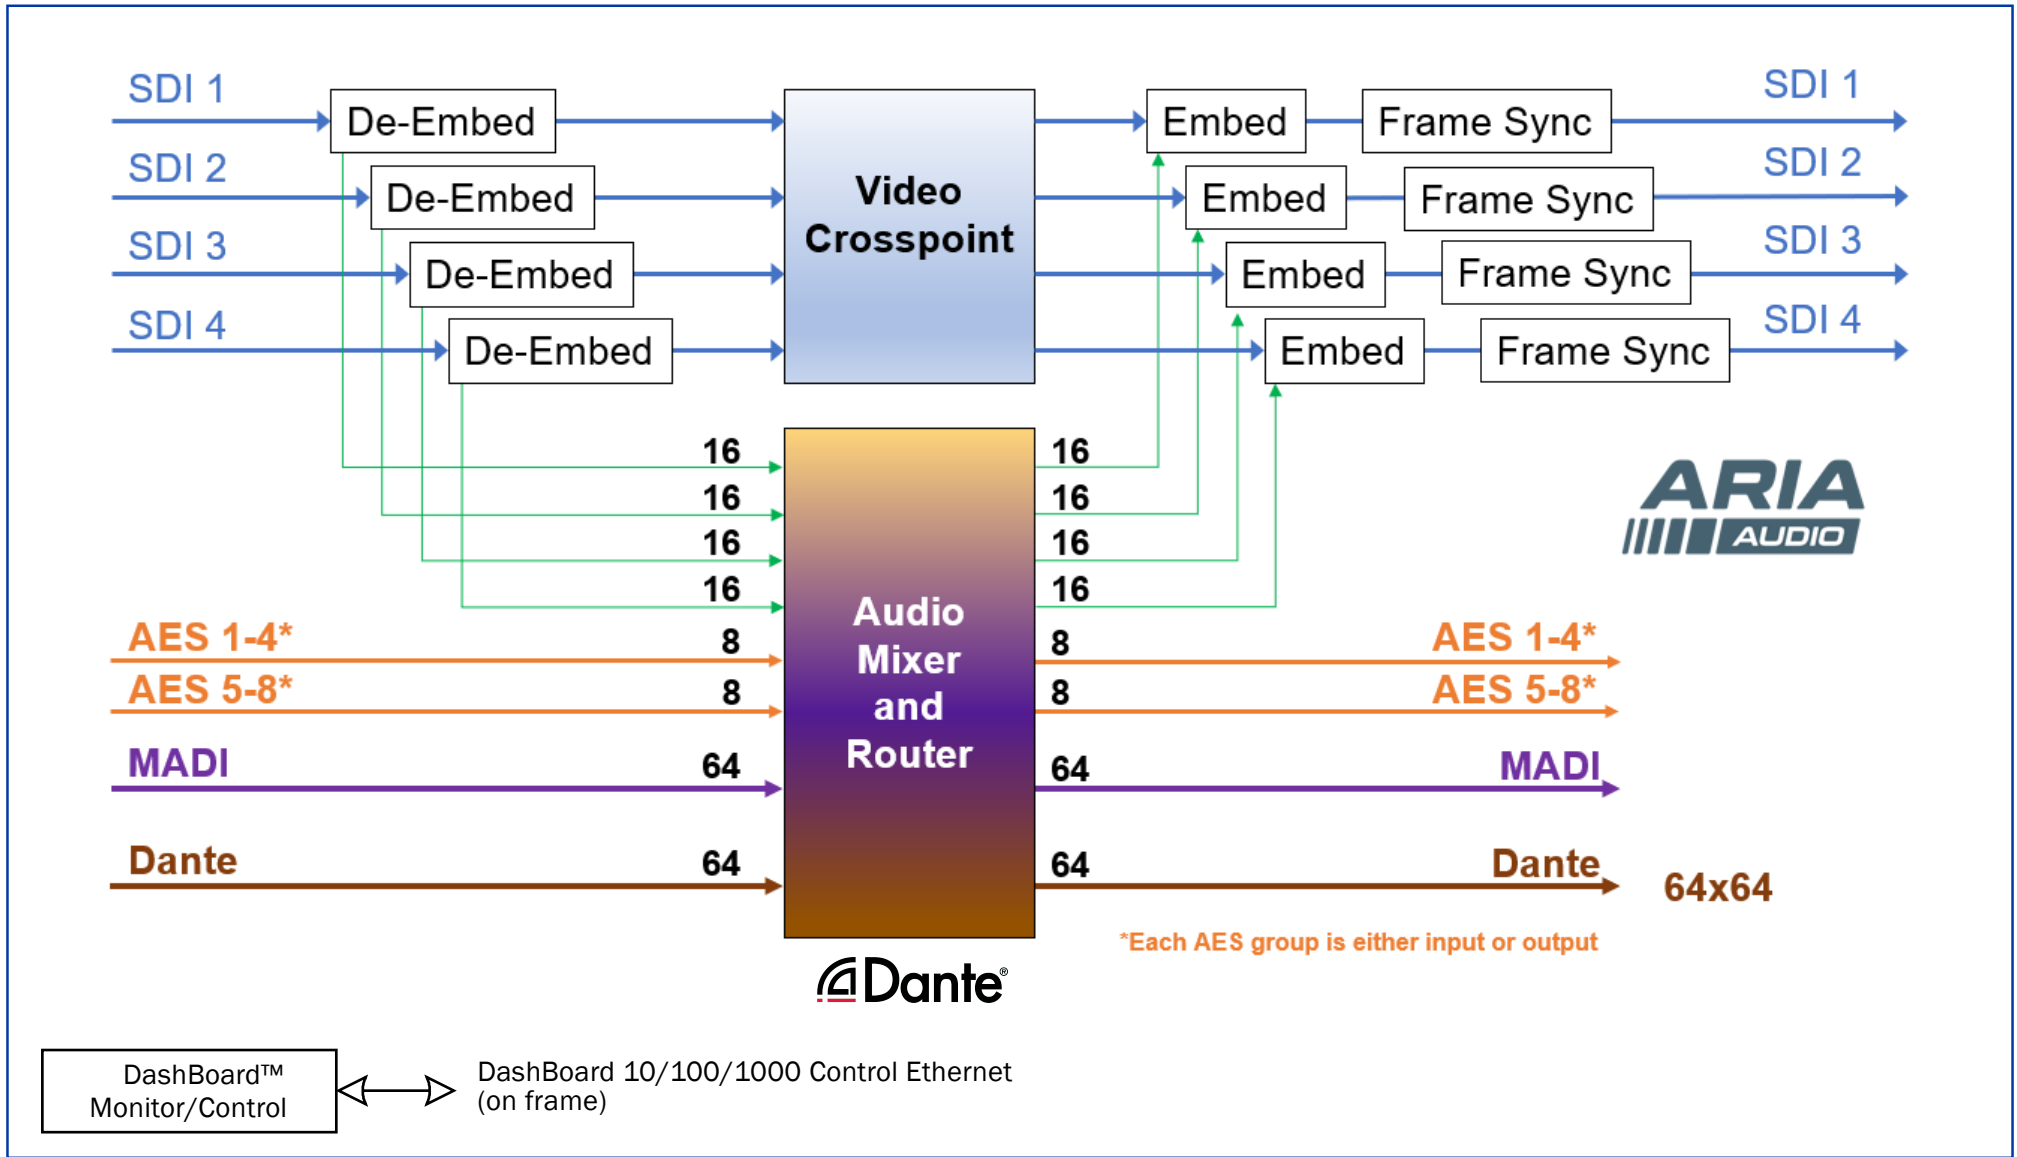 SDI 1
De-Embed
Embed
Frame Sync
SDI 1
SDI 2
De-Embed
Embed
Frame Sync
SDI 2
SDI 3
De-Embed
Embed
Frame Sync
SDI 3
SDI 4
De-Embed
Embed
Frame Sync
SDI 4
Video
Crosspoint
16
16
16
16
16
16
16
16
ARIA
AUDIO
Audio
Mixer
and
Router
AES 1-4*
8
8
AES 1-4*
AES 5-8*
8
8
AES 5-8*
MADI
64
64
MADI
Dante
64
64
Dante
64x64
*Each AES group is either input or output
Dante®
DashBoard™
Monitor/Control
DashBoard 10/100/1000 Control Ethernet
(on frame)